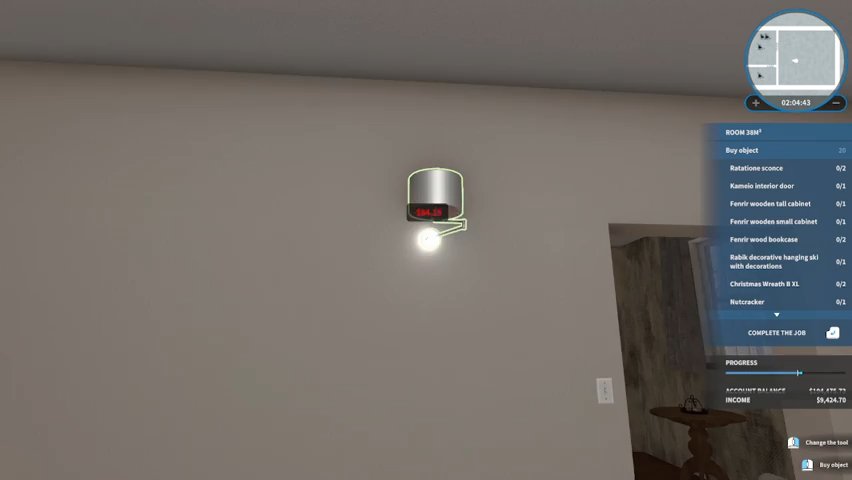 02:04:43
ROOM 38M²
Buy object 20
Ratatione sconce 0/2
Kameio interior door 0/1
Fenrir wooden tall cabinet 0/1
Fenrir wooden small cabinet 0/1
Fenrir wood bookcase 0/2
Rabik decorative hanging ski with decorations 0/1
Christmas Wreath B XL 0/2
Nutcracker 0/1
COMPLETE THE JOB
PROGRESS
ACCOUNT BALANCE
INCOME $9,424.70
Change the tool
Buy object